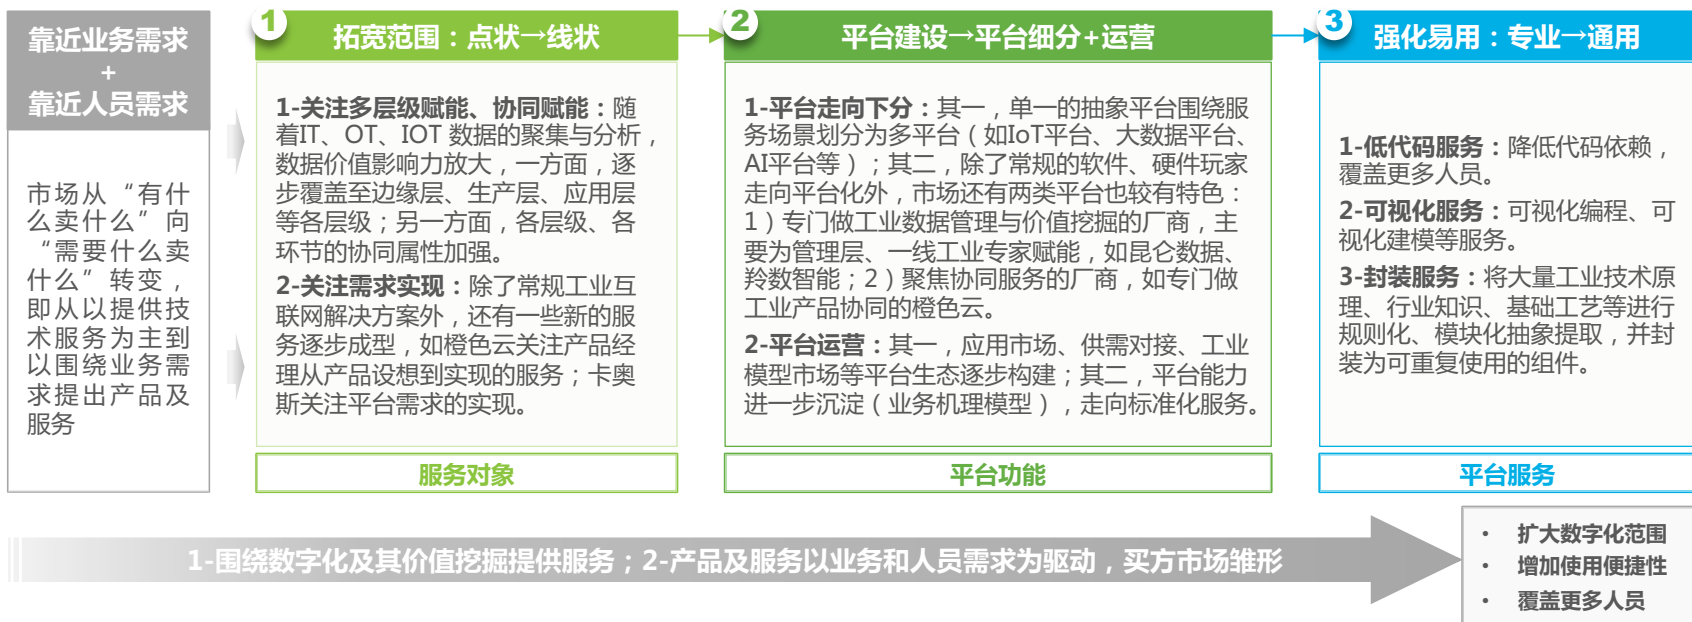 靠近业务需求
+
靠近人员需求
市场从“有什
么卖什么”向
“需要什么卖
什么”转变，
即从以提供技
术服务为主到
以围绕业务需
求提出产品及
服务
1
拓宽范围：点状→线状
1-关注多层级赋能、协同赋能：随
着IT、OT、IOT 数据的聚集与分析，
数据价值影响力放大，一方面，逐
步覆盖至边缘层、生产层、应用层
等各层级；另一方面，各层级、各
环节的协同属性加强。
2-关注需求实现：除了常规工业互
联网解决方案外，还有一些新的服
务逐步成型，如橙色云关注产品经
理从产品设想到实现的服务；卡奥
斯关注平台需求的实现。
服务对象
2
平台建设→平台细分+运营
1-平台走向下分：其一，单一的抽象平台围绕服
务场景划分为多平台（如IoT平台、大数据平台、
AI平台等）；其二，除了常规的软件、硬件玩家
走向平台化外，市场还有两类平台也较有特色：
1）专门做工业数据管理与价值挖掘的厂商，主
要为管理层、一线工业专家赋能，如昆仑数据、
羚数智能；2）聚焦协同服务的厂商，如专门做
工业产品协同的橙色云。
2-平台运营：其一，应用市场、供需对接、工业
模型市场等平台生态逐步构建；其二，平台能力
进一步沉淀（业务机理模型），走向标准化服务。
平台功能
3
强化易用：专业→通用
1-低代码服务：降低代码依赖，
覆盖更多人员。
2-可视化服务：可视化编程、可
视化建模等服务。
3-封装服务：将大量工业技术原
理、行业知识、基础工艺等进行
规则化、模块化抽象提取，并封
装为可重复使用的组件。
平台服务
1-围绕数字化及其价值挖掘提供服务；2-产品及服务以业务和人员需求为驱动，买方市场雏形
• 扩大数字化范围
• 增加使用便捷性
• 覆盖更多人员